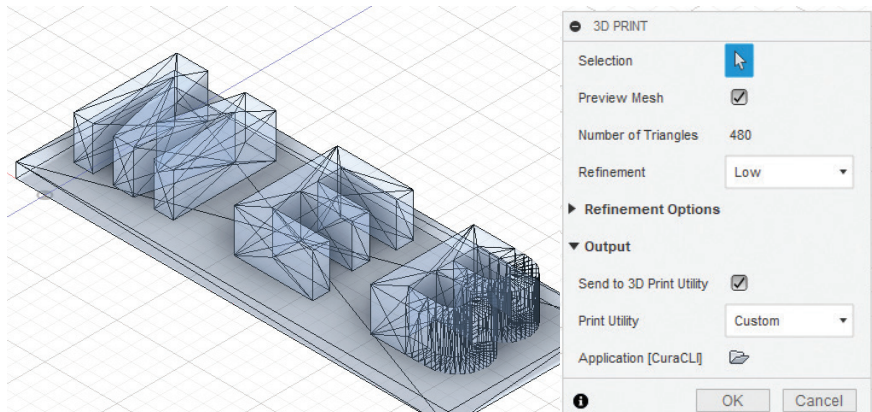 3D PRINT
Selection
Preview Mesh
Number of Triangles 480
Refinement Low
Refinement Options
Output
Send to 3D Print Utility
Print Utility Custom
Application [CuraCLI]
OK Cancel